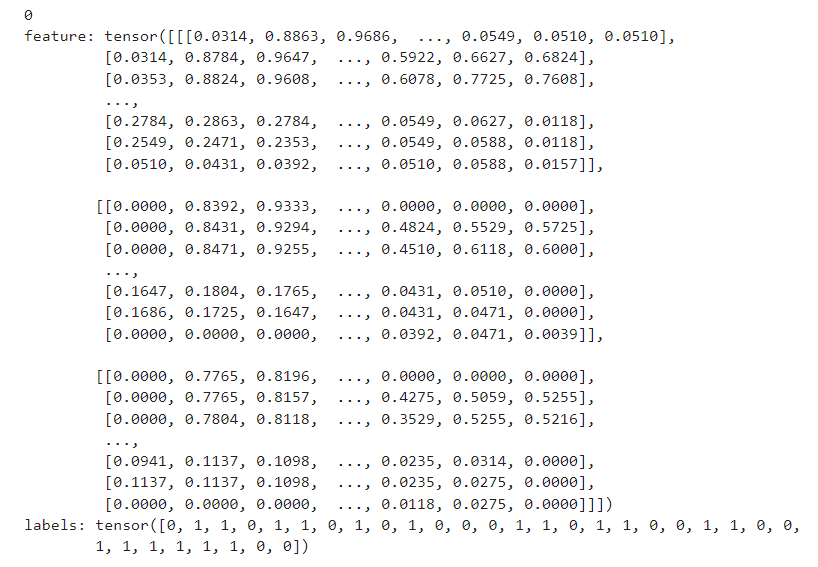 0
feature: tensor([[[0.0314, 0.8863, 0.9686,  ..., 0.0549, 0.0510, 0.0510],
[0.0314, 0.8784, 0.9647,  ..., 0.5922, 0.6627, 0.6824],
[0.0353, 0.8824, 0.9608,  ..., 0.6078, 0.7725, 0.7608],
...,
[0.2784, 0.2863, 0.2784,  ..., 0.0549, 0.0627, 0.0118],
[0.2549, 0.2471, 0.2353,  ..., 0.0549, 0.0588, 0.0118],
[0.0510, 0.0431, 0.0392,  ..., 0.0510, 0.0588, 0.0157]],
[[0.0000, 0.8392, 0.9333,  ..., 0.0000, 0.0000, 0.0000],
[0.0000, 0.8431, 0.9294,  ..., 0.4824, 0.5529, 0.5725],
[0.0000, 0.8471, 0.9255,  ..., 0.4510, 0.6118, 0.6000],
...,
[0.1647, 0.1804, 0.1765,  ..., 0.0431, 0.0510, 0.0000],
[0.1686, 0.1725, 0.1647,  ..., 0.0431, 0.0471, 0.0000],
[0.0000, 0.0000, 0.0000,  ..., 0.0392, 0.0471, 0.0039]],
[[0.0000, 0.7765, 0.8196,  ..., 0.0000, 0.0000, 0.0000],
[0.0000, 0.7765, 0.8157,  ..., 0.4275, 0.5059, 0.5255],
[0.0000, 0.7804, 0.8118,  ..., 0.3529, 0.5255, 0.5216],
...,
[0.0941, 0.1137, 0.1098,  ..., 0.0235, 0.0314, 0.0000],
[0.1137, 0.1137, 0.1098,  ..., 0.0235, 0.0275, 0.0000],
[0.0000, 0.0000, 0.0000,  ..., 0.0118, 0.0275, 0.0000]]])
labels: tensor([0, 1, 1, 0, 1, 1, 0, 1, 0, 1, 0, 0, 0, 1, 1, 0, 1, 1, 0, 0, 1, 1, 0, 0,
1, 1, 1, 1, 1, 1, 0, 0])